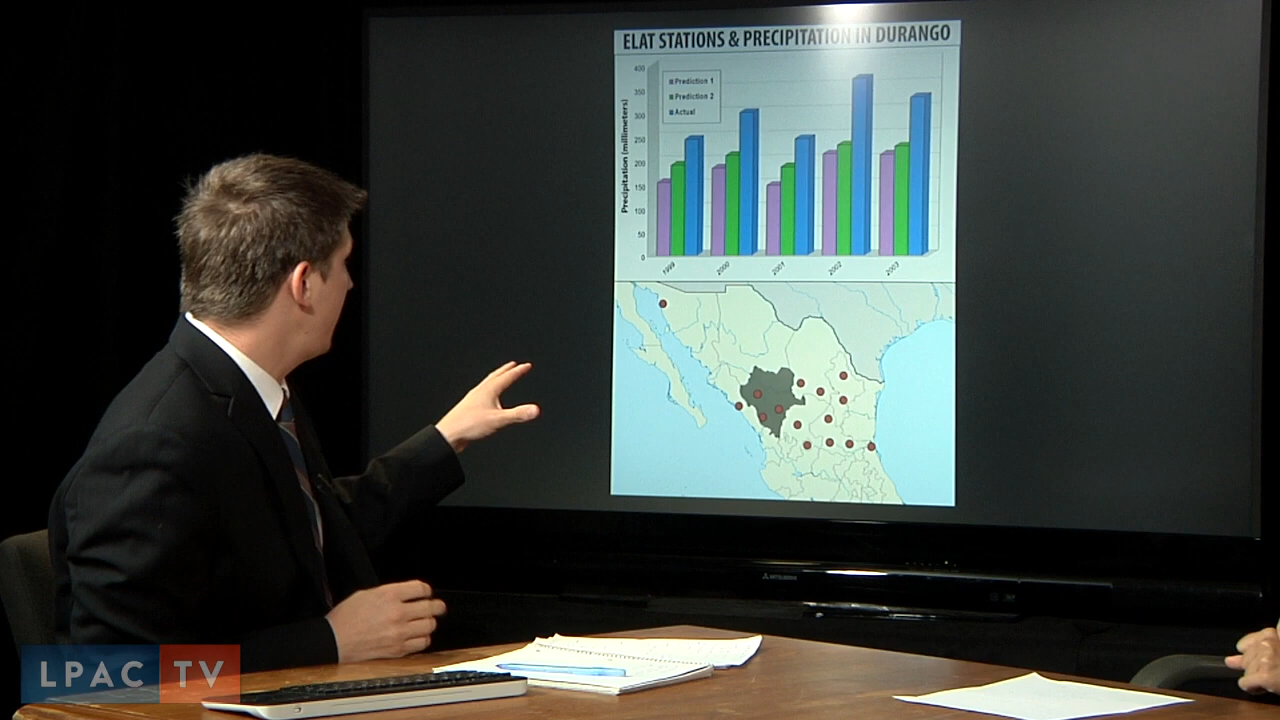 ELAT STATIONS & PRECIPITATION IN DURANGO
Precipitation (millimeters)
400
350
300
250
200
150
100
50
0
Prediction 1
Prediction 2
Actual
1999
2000
2001
2002
2003
MITSUBISHI
LPAC TV